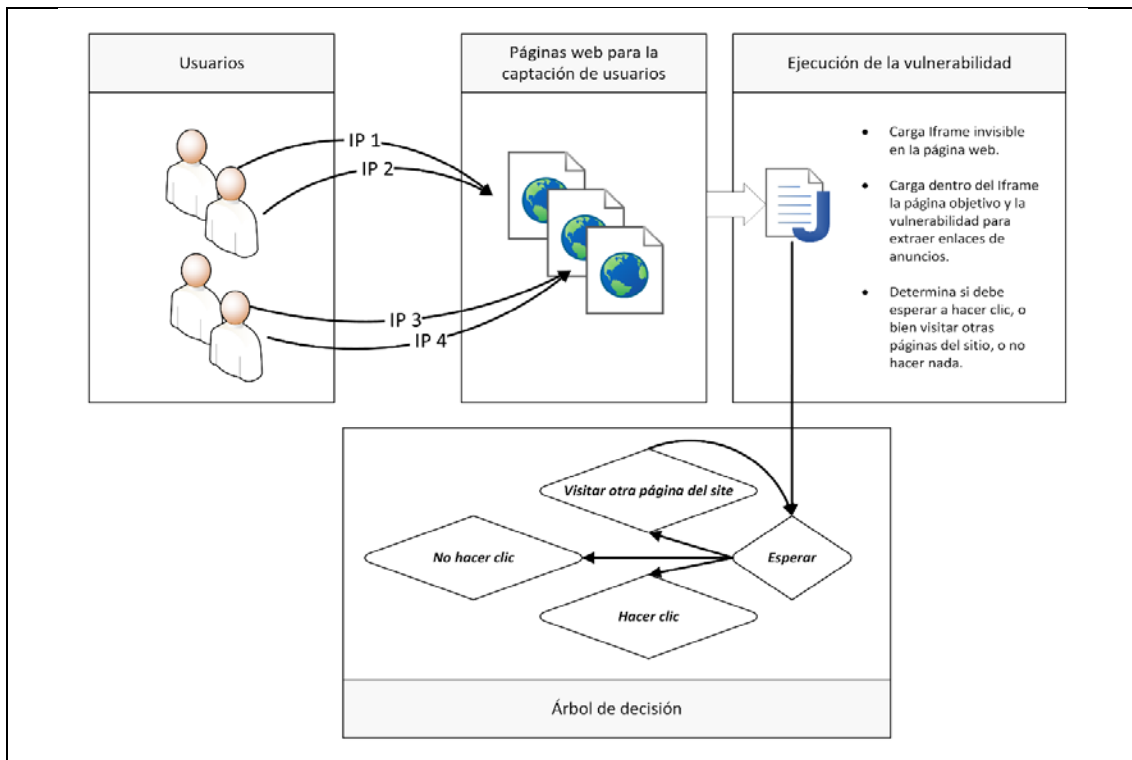 Usuarios
IP 1
IP 2
IP 3
IP 4
Páginas web para la
captación de usuarios
Ejecución de la vulnerabilidad
• Carga Iframe invisible
en la página web.
• Carga dentro del Iframe
la página objetivo y la
vulnerabilidad para
extraer enlaces de
anuncios.
• Determina si debe
esperar a hacer clic, o
bien visitar otras
páginas del sitio, o no
hacer nada.
Visitar otra página del site
No hacer clic
Esperar
Hacer clic
Árbol de decisión